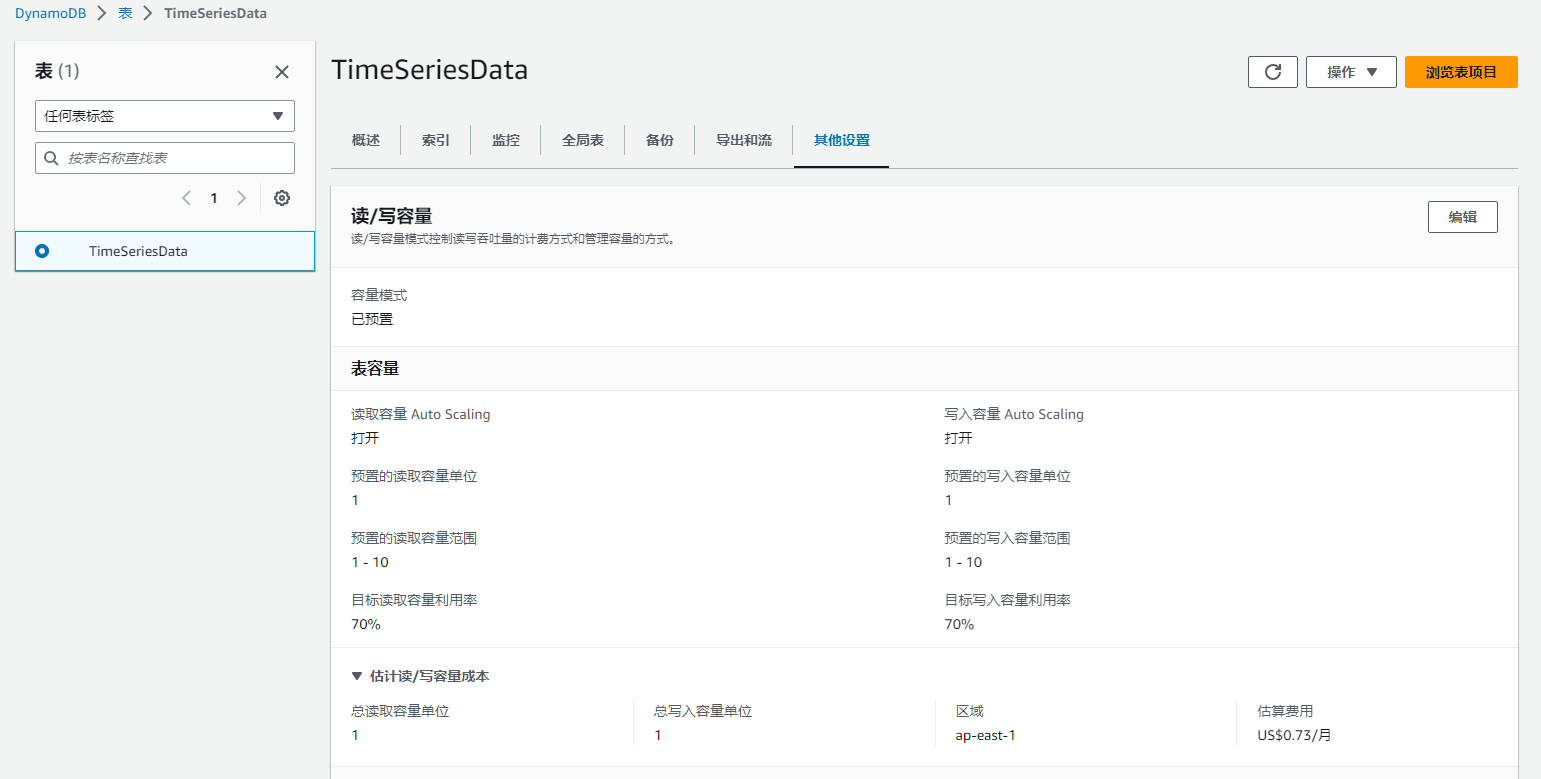 DynamoDB > 表 > TimeSeriesData
表 (1)
任何表标签
按表名称查找表
1
TimeSeriesData
TimeSeriesData
操作
浏览表项目
概述 索引 监控 全局表 备份 导出和流 其他设置
读/写容量
编辑
读/写容量模式控制读写吞吐量的计费方式和管理容量的方式。
容量模式
已预置
表容量
读取容量 Auto Scaling
打开
写入容量 Auto Scaling
打开
预置的读取容量单位
1
预置的写入容量单位
1
预置的读取容量范围
1 - 10
预置的写入容量范围
1 - 10
目标读取容量利用率
70%
目标写入容量利用率
70%
估计读/写容量成本
总读取容量单位
1
总写入容量单位
1
区域
ap-east-1
估算费用
US$0.73/月